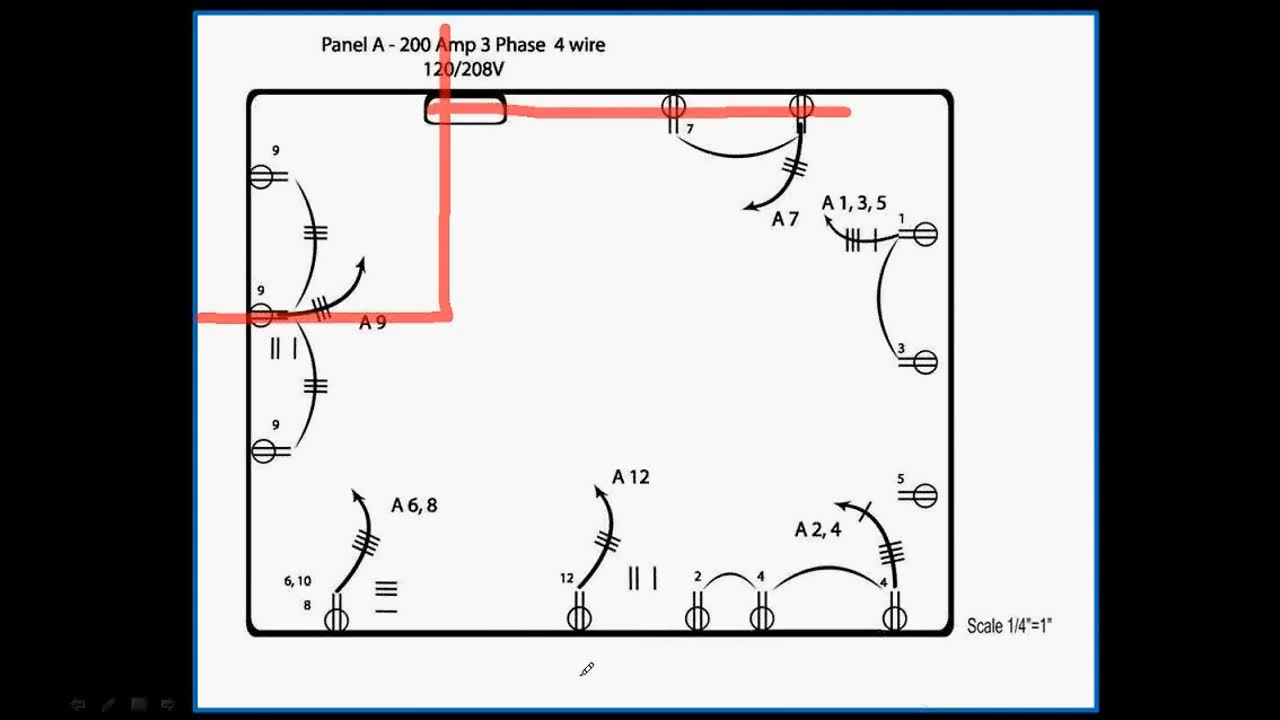 Panel A - 200 Amp 3 Phase 4 wire
120/208V
7
A 7
9
A 1, 3, 5
1
9
A 9
3
9
5
A 12
A 6, 8
A 2, 4
6, 10
8
12
2
4
4
Scale 1/4"=1"